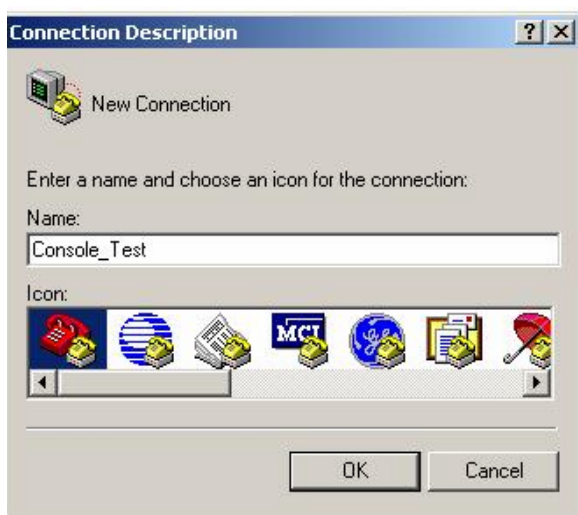 Connection Description
New Connection
Enter a name and choose an icon for the connection:
Name:
Console_Test
Icon:
MCI
OK
Cancel